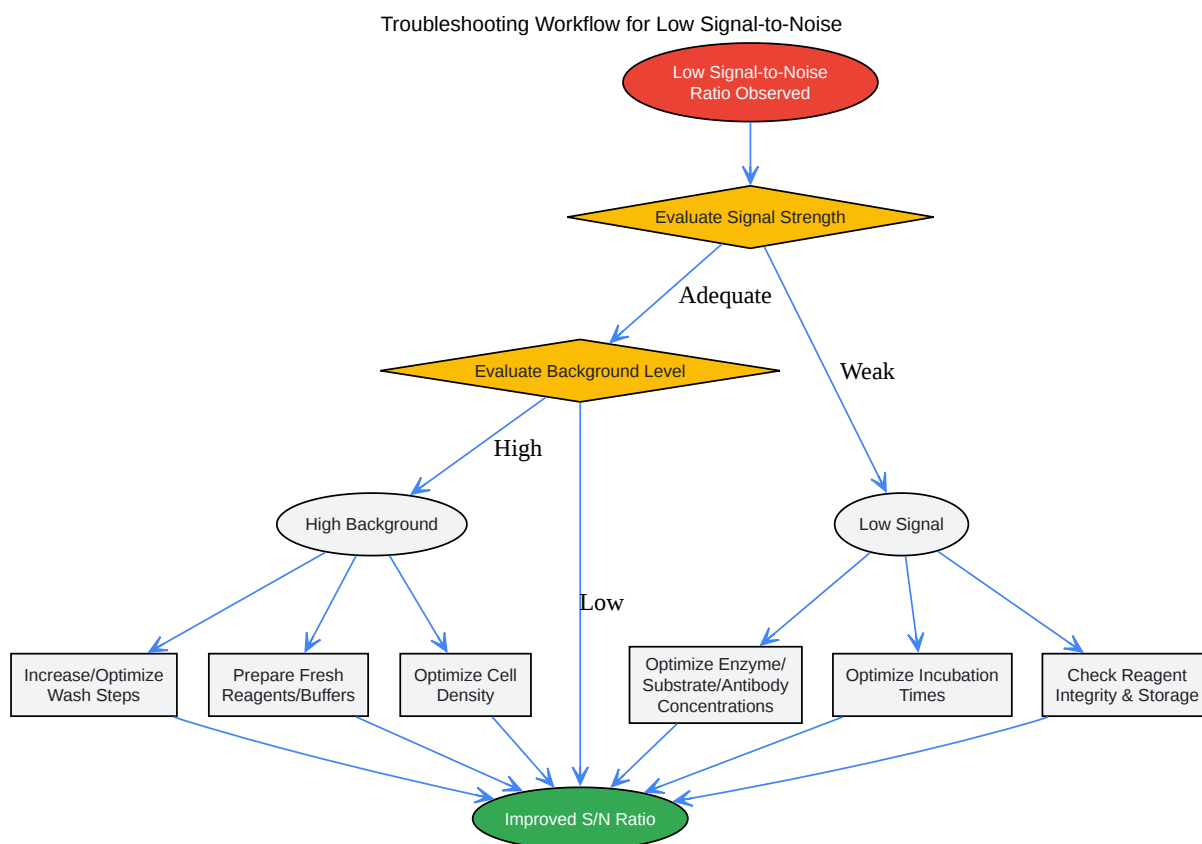 Troubleshooting Workflow for Low Signal-to-Noise
Low Signal-to-Noise
Ratio Observed
Evaluate Signal Strength
Adequate
Weak
Evaluate Background Level
High
Low
High Background
Low Signal
Increase/Optimize
Wash Steps
Prepare Fresh
Reagents/Buffers
Optimize Cell
Density
Optimize Enzyme/
Substrate/Antibody
Concentrations
Optimize Incubation
Times
Check Reagent
Integrity & Storage
Improved S/N Ratio